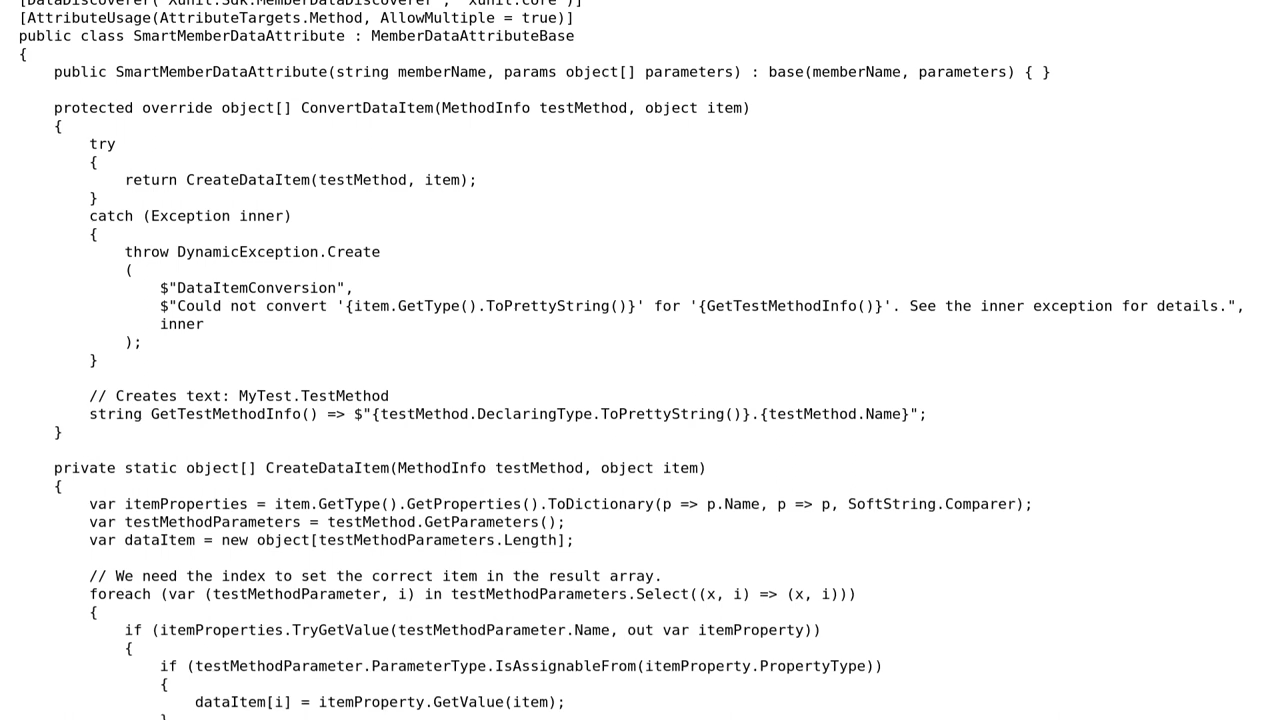 [DataDiscoverer("Xunit.Sdk.MemberDataDiscoverer", "xunit.core")]
[AttributeUsage(AttributeTargets.Method, AllowMultiple = true)]
public class SmartMemberDataAttribute : MemberDataAttributeBase
{
    public SmartMemberDataAttribute(string memberName, params object[] parameters) : base(memberName, parameters) { }

    protected override object[] ConvertDataItem(MethodInfo testMethod, object item)
    {
        try
        {
            return CreateDataItem(testMethod, item);
        }
        catch (Exception inner)
        {
            throw DynamicException.Create
            (
                $"DataItemConversion",
                $"Could not convert '{item.GetType().ToPrettyString()}' for '{GetTestMethodInfo()}'. See the inner exception for details.",
                inner
            );
        }

        // Creates text: MyTest.TestMethod
        string GetTestMethodInfo() => $"{testMethod.DeclaringType.ToPrettyString()}.{testMethod.Name}";
    }

    private static object[] CreateDataItem(MethodInfo testMethod, object item)
    {
        var itemProperties = item.GetType().GetProperties().ToDictionary(p => p.Name, p => p, SoftString.Comparer);
        var testMethodParameters = testMethod.GetParameters();
        var dataItem = new object[testMethodParameters.Length];

        // We need the index to set the correct item in the result array.
        foreach (var (testMethodParameter, i) in testMethodParameters.Select((x, i) => (x, i)))
        {
            if (itemProperties.TryGetValue(testMethodParameter.Name, out var itemProperty))
            {
                if (testMethodParameter.ParameterType.IsAssignableFrom(itemProperty.PropertyType))
                {
                    dataItem[i] = itemProperty.GetValue(item);
                }